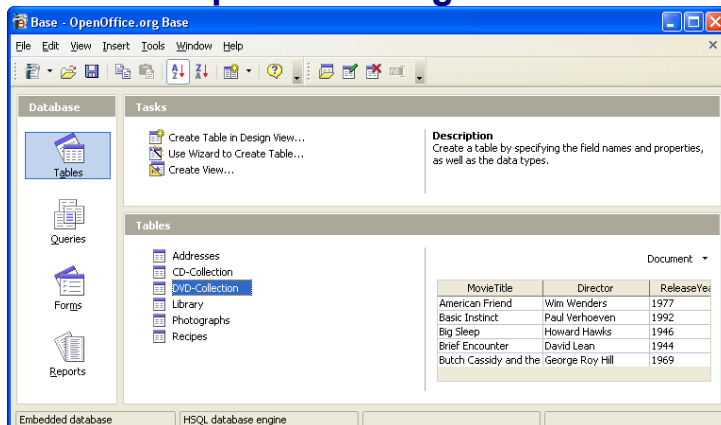 Base - OpenOffice.org Base
File Edit View Insert Tools Window Help
Database
Tables
Queries
Forms
Reports
Tasks
Create Table in Design View...
Use Wizard to Create Table...
Create View...
Description
Create a table by specifying the field names and properties,
as well as the data types.
Tables
Addresses
CD-Collection
DVD-Collection
Library
Photographs
Recipes
Document
MovieTitle Director ReleaseYea
American Friend Wim Wenders 1977
Basic Instinct Paul Verhoeven 1992
Big Sleep Howard Hawks 1946
Brief Encounter David Lean 1944
Butch Cassidy and the George Roy Hill 1969
Embedded database HSQL database engine